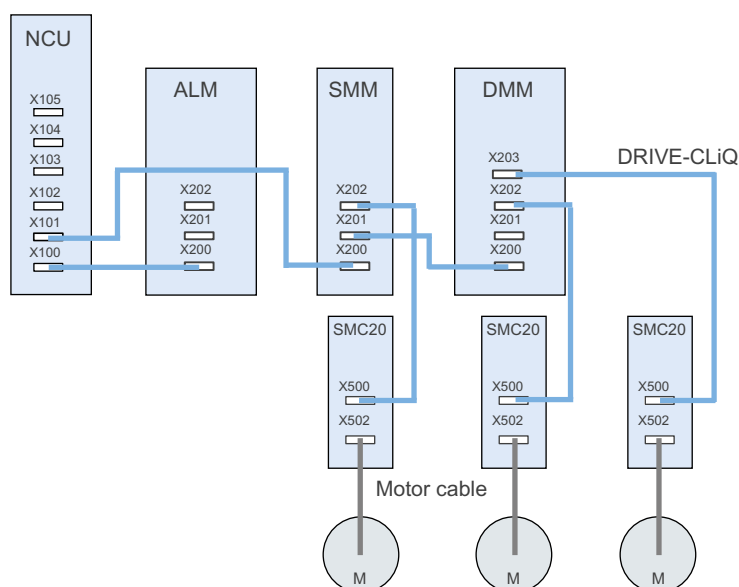 NCU
X105
X104
X103
X102
X101
X100
ALM
X202
X201
X200
SMM
X202
X201
X200
DMM
X203
X202
X201
X200
DRIVE-CLiQ
SMC20
X500
X502
SMC20
X500
X502
SMC20
X500
X502
Motor cable
M
M
M